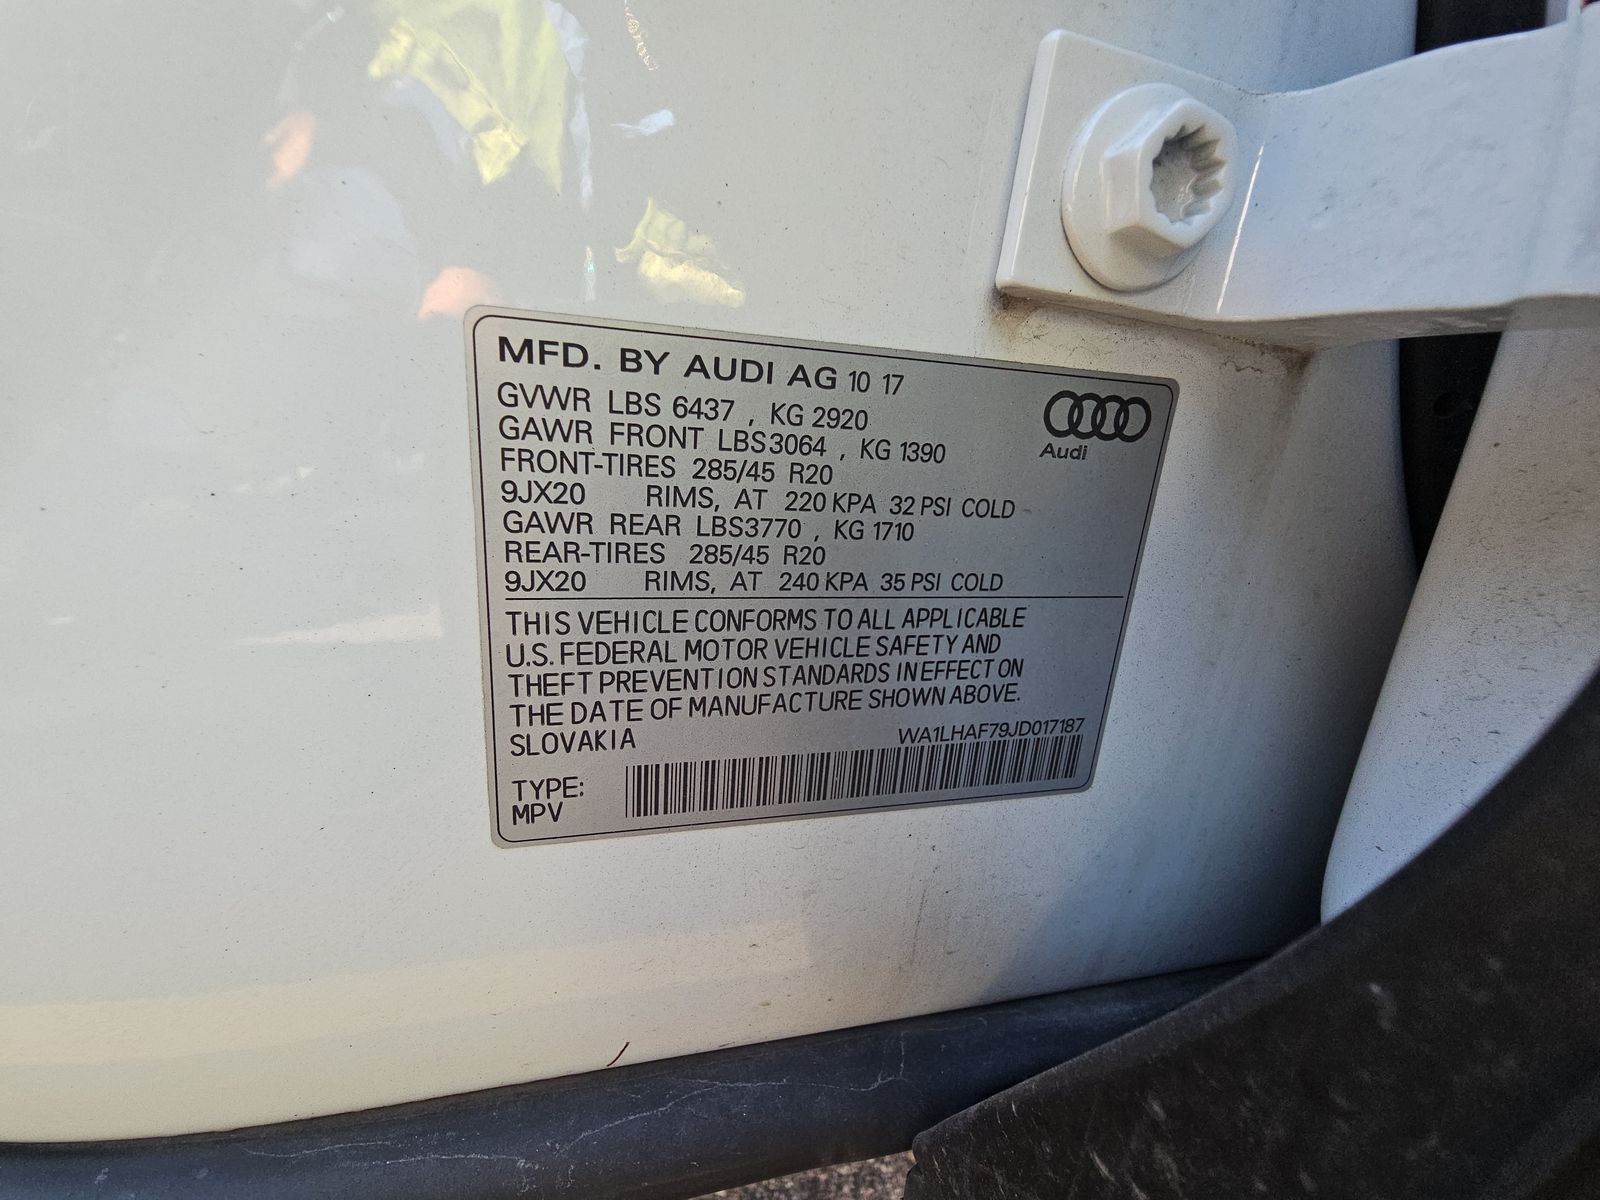 MFD. BY AUDI AG 10 17
GVWR LBS 6437 , KG 2920
GAWR FRONT LBS3064 , KG 1390
FRONT-TIRES 285/45 R20
9JX20 RIMS, AT 220 KPA 32 PSI COLD
GAWR REAR LBS3770 , KG 1710
REAR-TIRES 285/45 R20
9JX20 RIMS, AT 240 KPA 35 PSI COLD
Audi
THIS VEHICLE CONFORMS TO ALL APPLICABLE
U.S. FEDERAL MOTOR VEHICLE SAFETY AND
THEFT PREVENTION STANDARDS IN EFFECT ON
THE DATE OF MANUFACTURE SHOWN ABOVE.
SLOVAKIA
WA1LHAF79JD017187
TYPE:
MPV